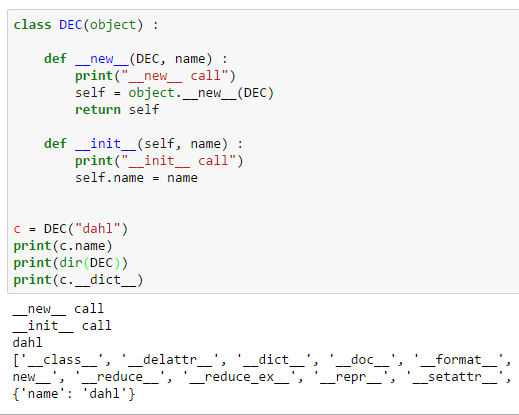 class DEC(object) :
def __new__(DEC, name) :
print("__new__ call")
self = object.__new__(DEC)
return self
def __init__(self, name) :
print("__init__ call")
self.name = name
c = DEC("dahl")
print(c.name)
print(dir(DEC))
print(c.__dict__)
__new__ call
__init__ call
dahl
['__class__', '__delattr__', '__dict__', '__doc__', '__format__',
new__', '__reduce__', '__reduce_ex__', '__repr__', '__setattr__',
{'name': 'dahl'}